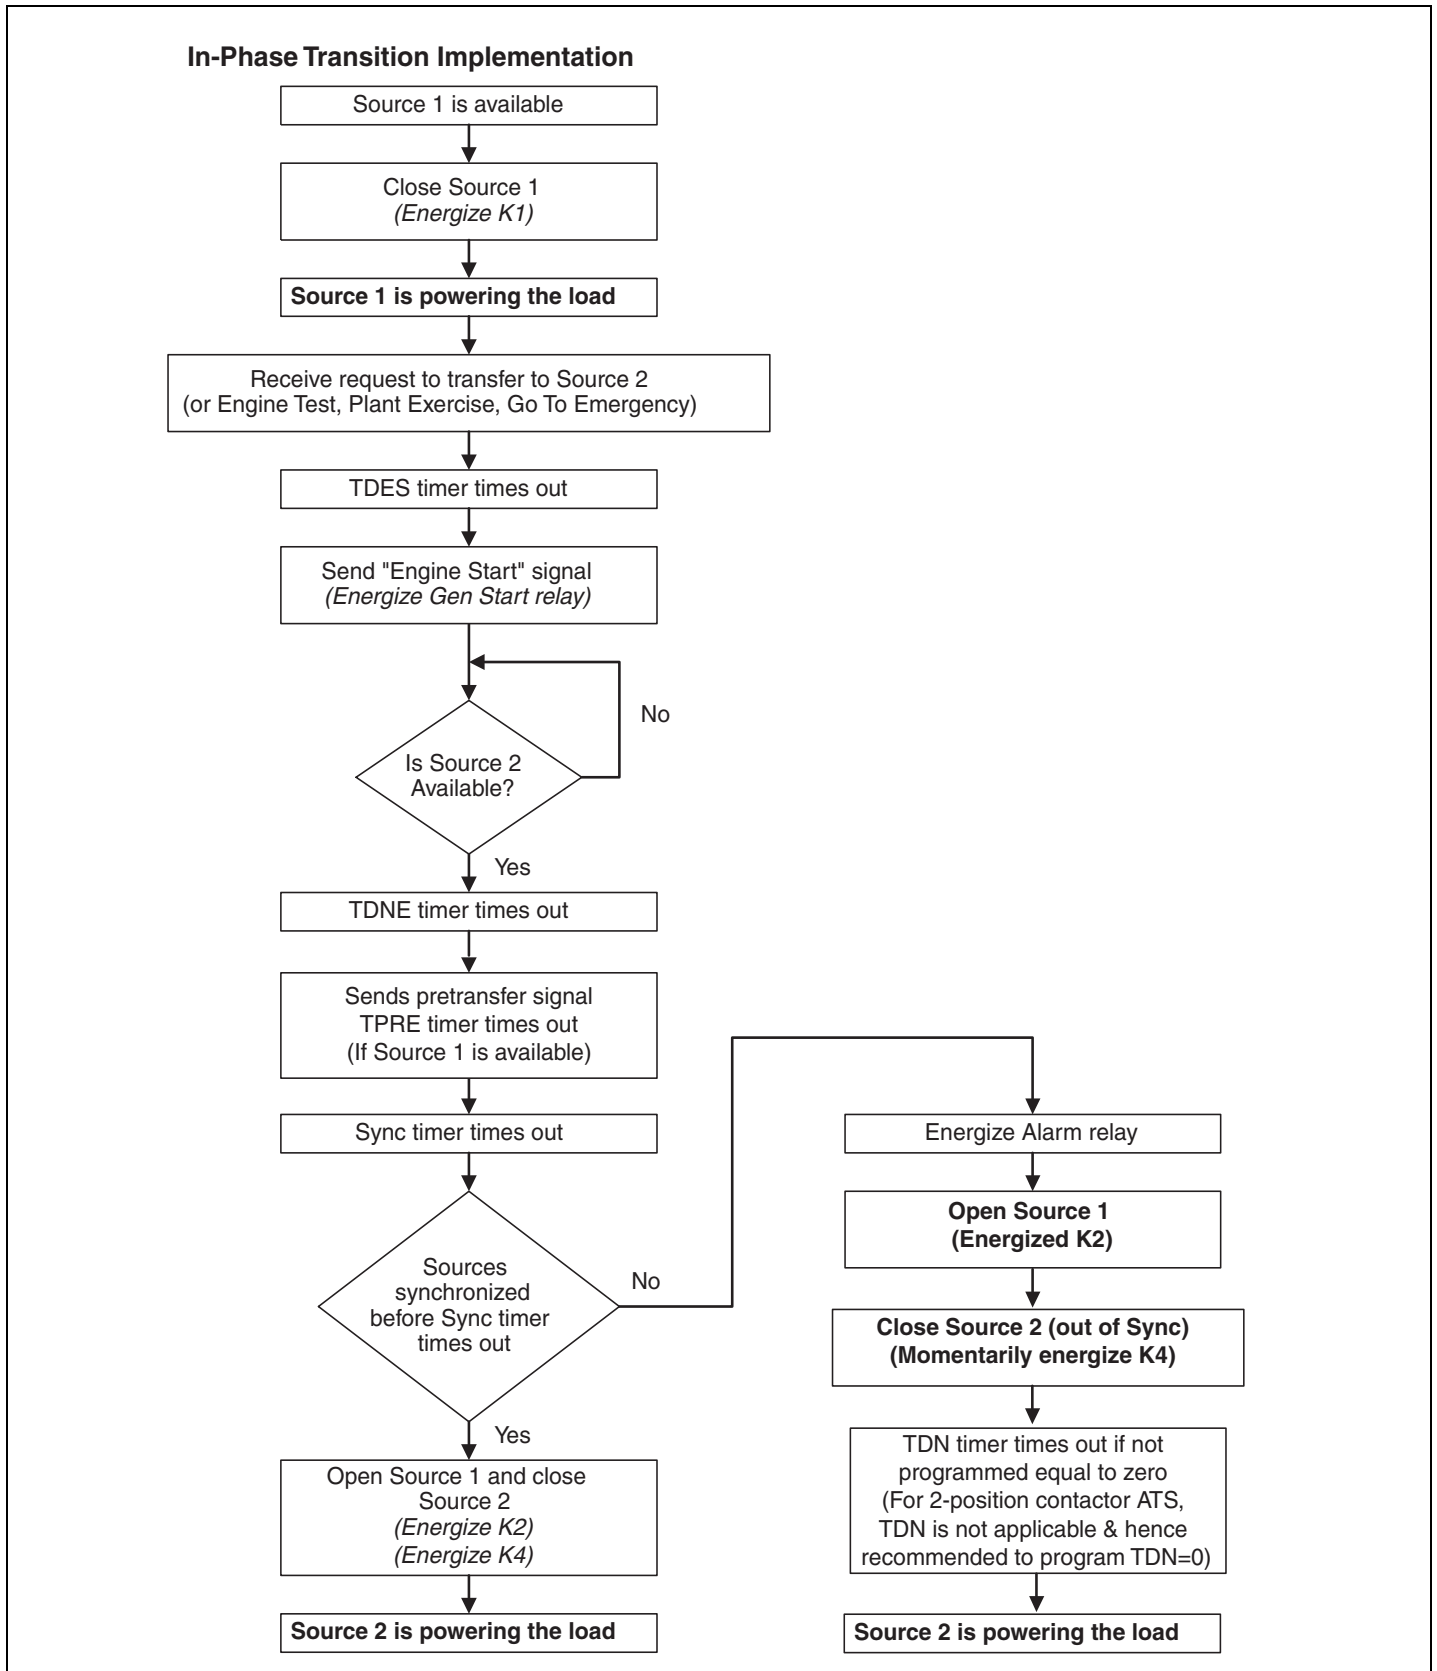 In-Phase Transition Implementation
Source 1 is available
Close Source 1
(Energize K1)
Source 1 is powering the load
Receive request to transfer to Source 2
(or Engine Test, Plant Exercise, Go To Emergency)
TDES timer times out
Send "Engine Start" signal
(Energize Gen Start relay)
No
Is Source 2
Available?
Yes
TDNE timer times out
Sends pretransfer signal
TPRE timer times out
(If Source 1 is available)
Sync timer times out
Sources
synchronized
before Sync timer
times out
No
Yes
Open Source 1 and close
Source 2
(Energize K2)
(Energize K4)
Source 2 is powering the load
Energize Alarm relay
Open Source 1
(Energized K2)
Close Source 2 (out of Sync)
(Momentarily energize K4)
TDN timer times out if not
programmed equal to zero
(For 2-position contactor ATS,
TDN is not applicable & hence
recommended to program TDN=0)
Source 2 is powering the load